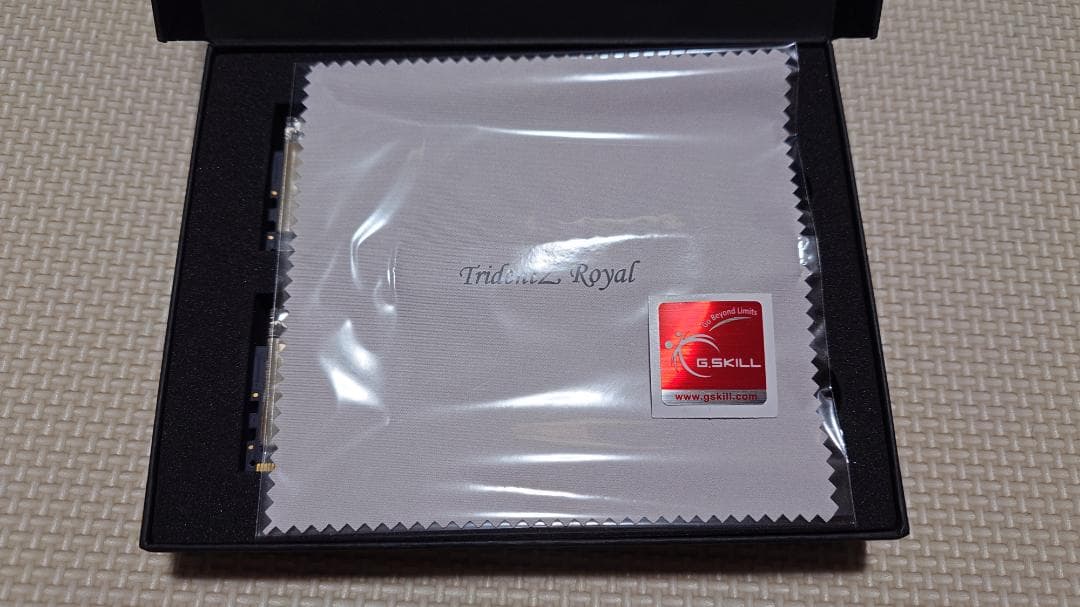 TridentZ Royal
Go Beyond Limits
G.SKILL
www.gskill.com